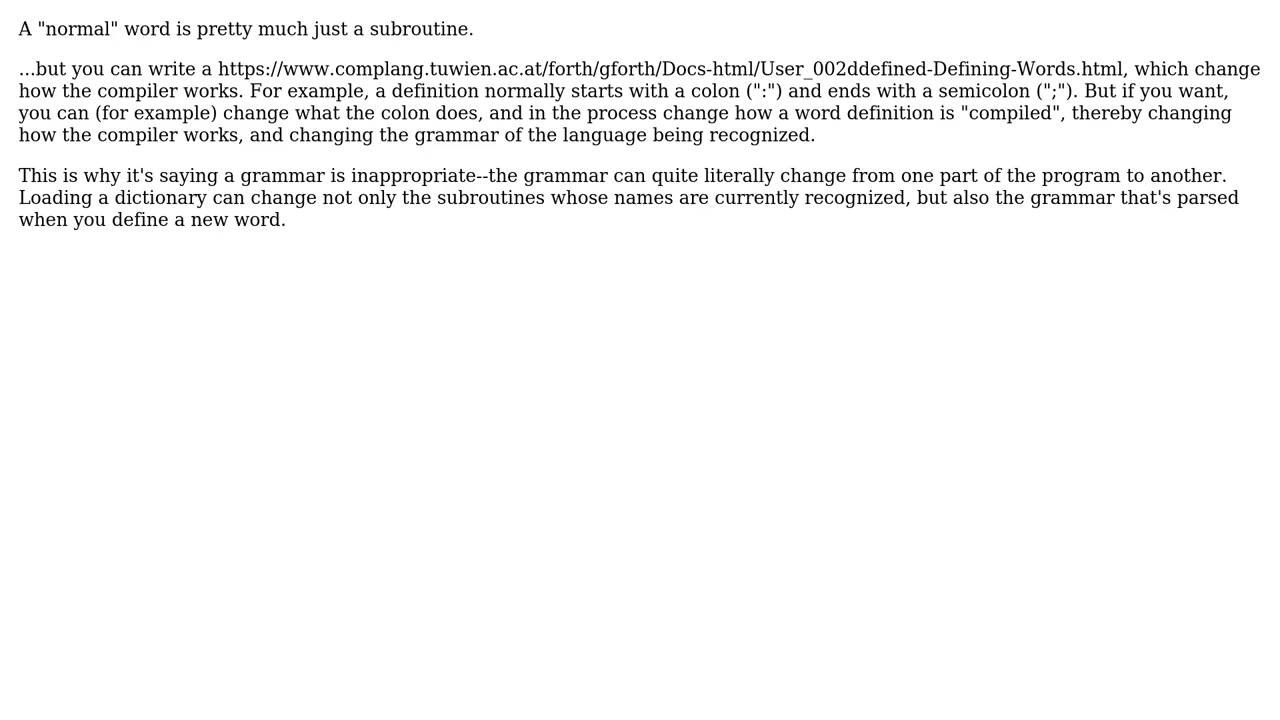 A "normal" word is pretty much just a subroutine.
...but you can write a https://www.complang.tuwien.ac.at/forth/gforth/Docs-html/User_002ddefined-Defining-Words.html, which change
how the compiler works. For example, a definition normally starts with a colon (":") and ends with a semicolon (";"). But if you want,
you can (for example) change what the colon does, and in the process change how a word definition is "compiled", thereby changing
how the compiler works, and changing the grammar of the language being recognized.
This is why it's saying a grammar is inappropriate--the grammar can quite literally change from one part of the program to another.
Loading a dictionary can change not only the subroutines whose names are currently recognized, but also the grammar that's parsed
when you define a new word.